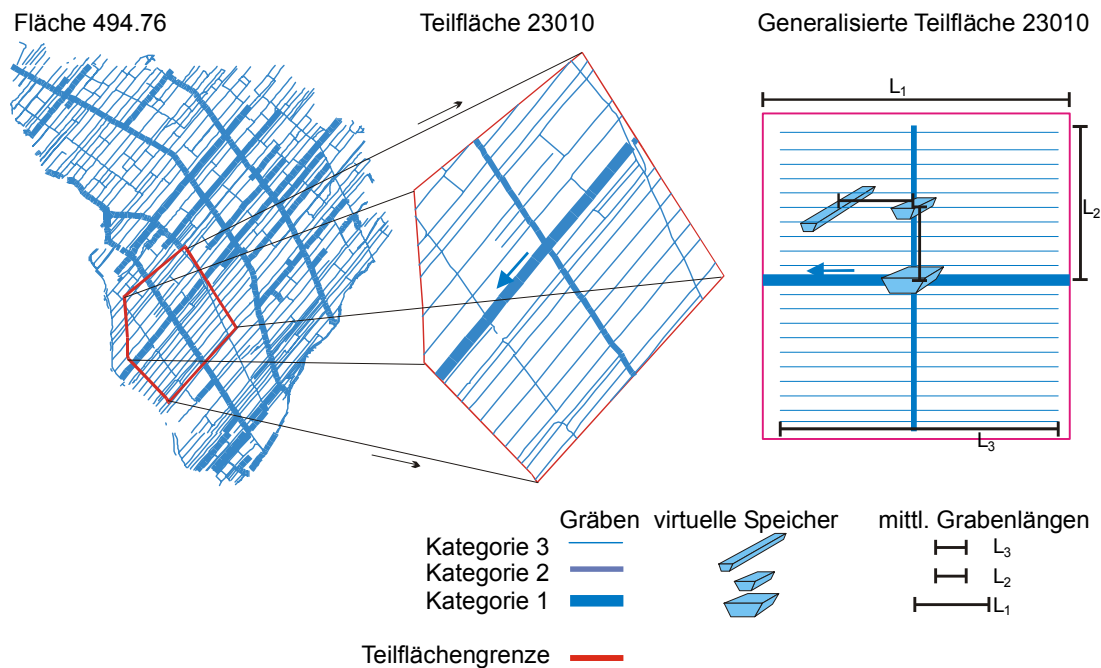 Fläche 494.76
Teilfläche 23010
Generalisierte Teilfläche 23010
L1
L2
L3
Gräben virtuelle Speicher mittl. Grabenlängen
Kategorie 3 L3
Kategorie 2 L2
Kategorie 1 L1
Teilflächengrenze